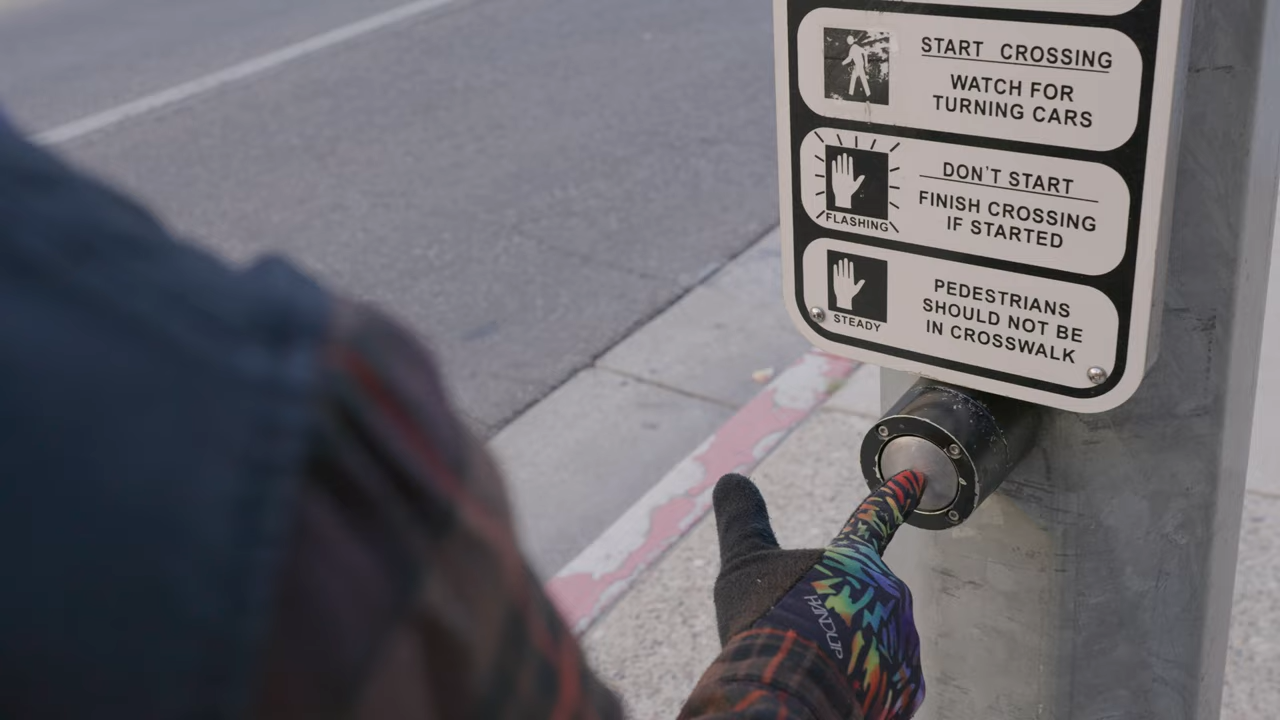 START CROSSING
WATCH FOR
TURNING CARS
DON'T START
FINISH CROSSING
IF STARTED
FLASHING
PEDESTRIANS
SHOULD NOT BE
IN CROSSWALK
STEADY
HANDUP